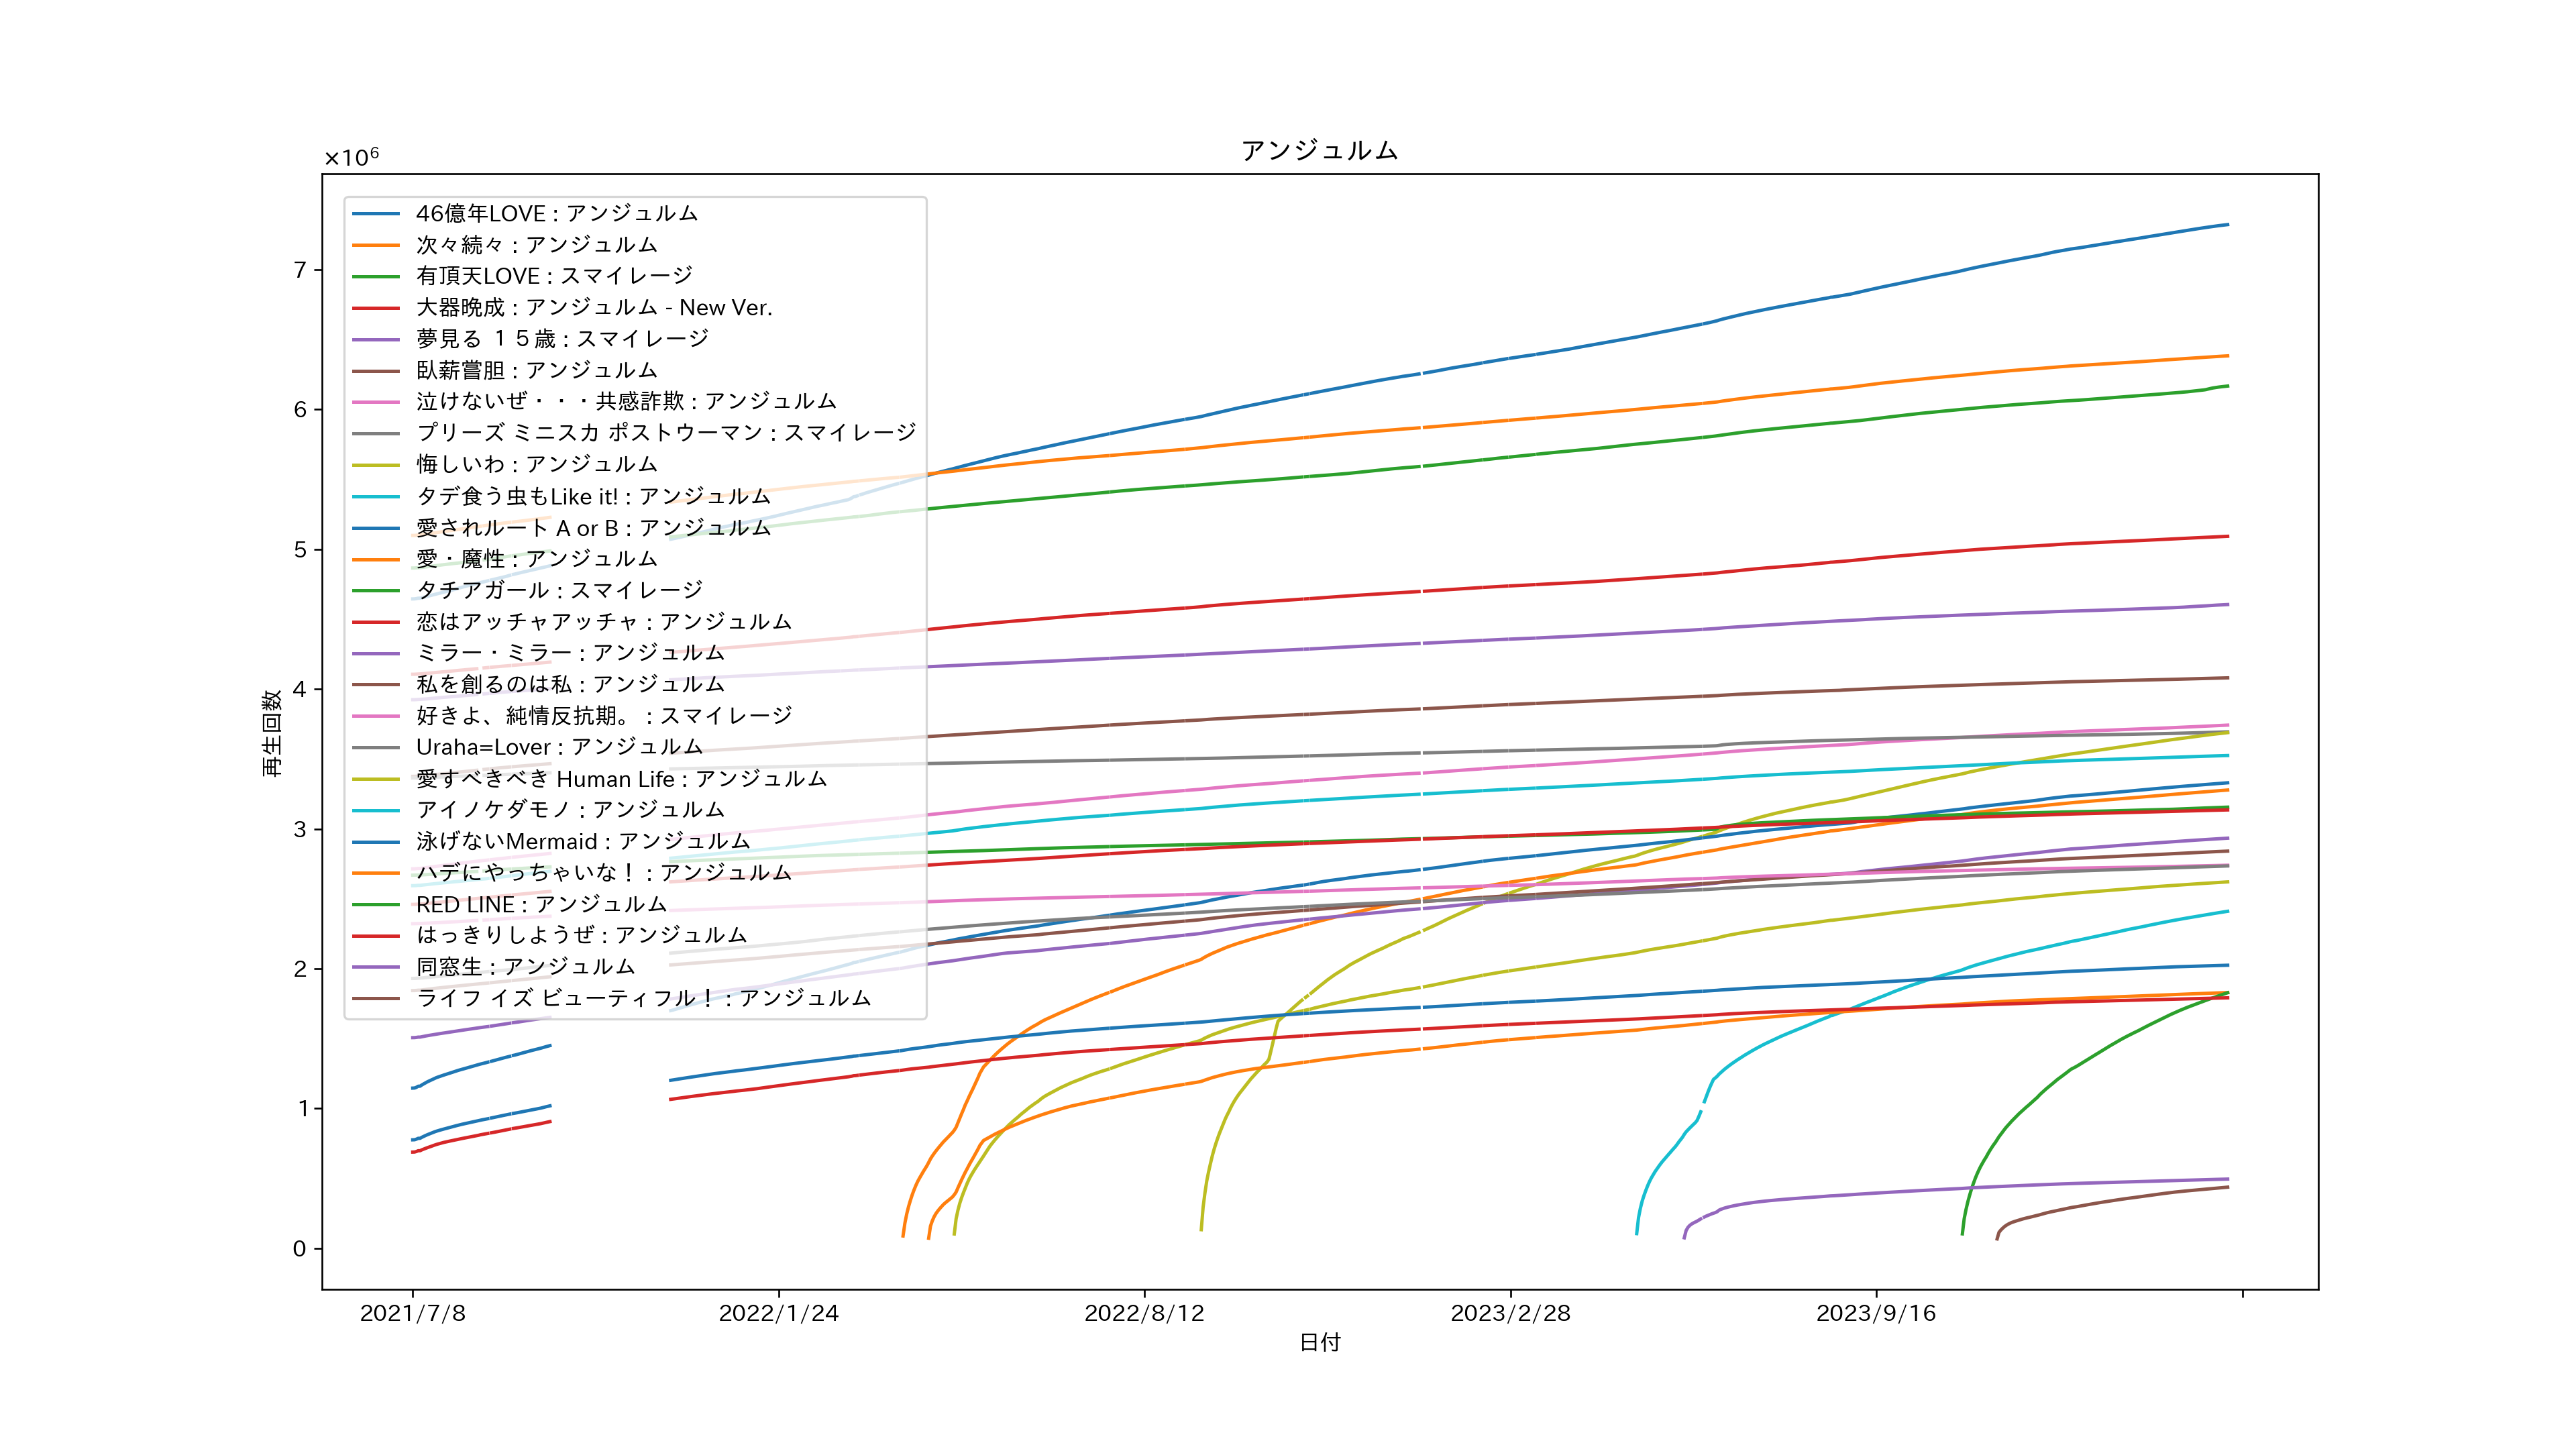 アンジュルム
×10⁶
46億年LOVE : アンジュルム
次々続々 : アンジュルム
有頂天LOVE : スマイレージ
大器晩成 : アンジュルム - New Ver.
夢見る １５歳 : スマイレージ
臥薪嘗胆 : アンジュルム
泣けないぜ・・・共感詐欺 : アンジュルム
プリーズ ミニスカ ポストウーマン : スマイレージ
悔しいわ : アンジュルム
タデ食う虫もLike it! : アンジュルム
愛されルート A or B : アンジュルム
愛・魔性 : アンジュルム
タチアガール : スマイレージ
恋はアッチャアッチャ : アンジュルム
ミラー・ミラー : アンジュルム
私を創るのは私 : アンジュルム
好きよ、純情反抗期。 : スマイレージ
Uraha=Lover : アンジュルム
愛すべきべき Human Life : アンジュルム
アイノケダモノ : アンジュルム
泳げないMermaid : アンジュルム
ハデにやっちゃいな！ : アンジュルム
RED LINE : アンジュルム
はっきりしようぜ : アンジュルム
同窓生 : アンジュルム
ライフ イズ ビューティフル！ : アンジュルム
7
6
5
4
3
2
1
0
再生回数
2021/7/8
2022/1/24
2022/8/12
2023/2/28
2023/9/16
日付